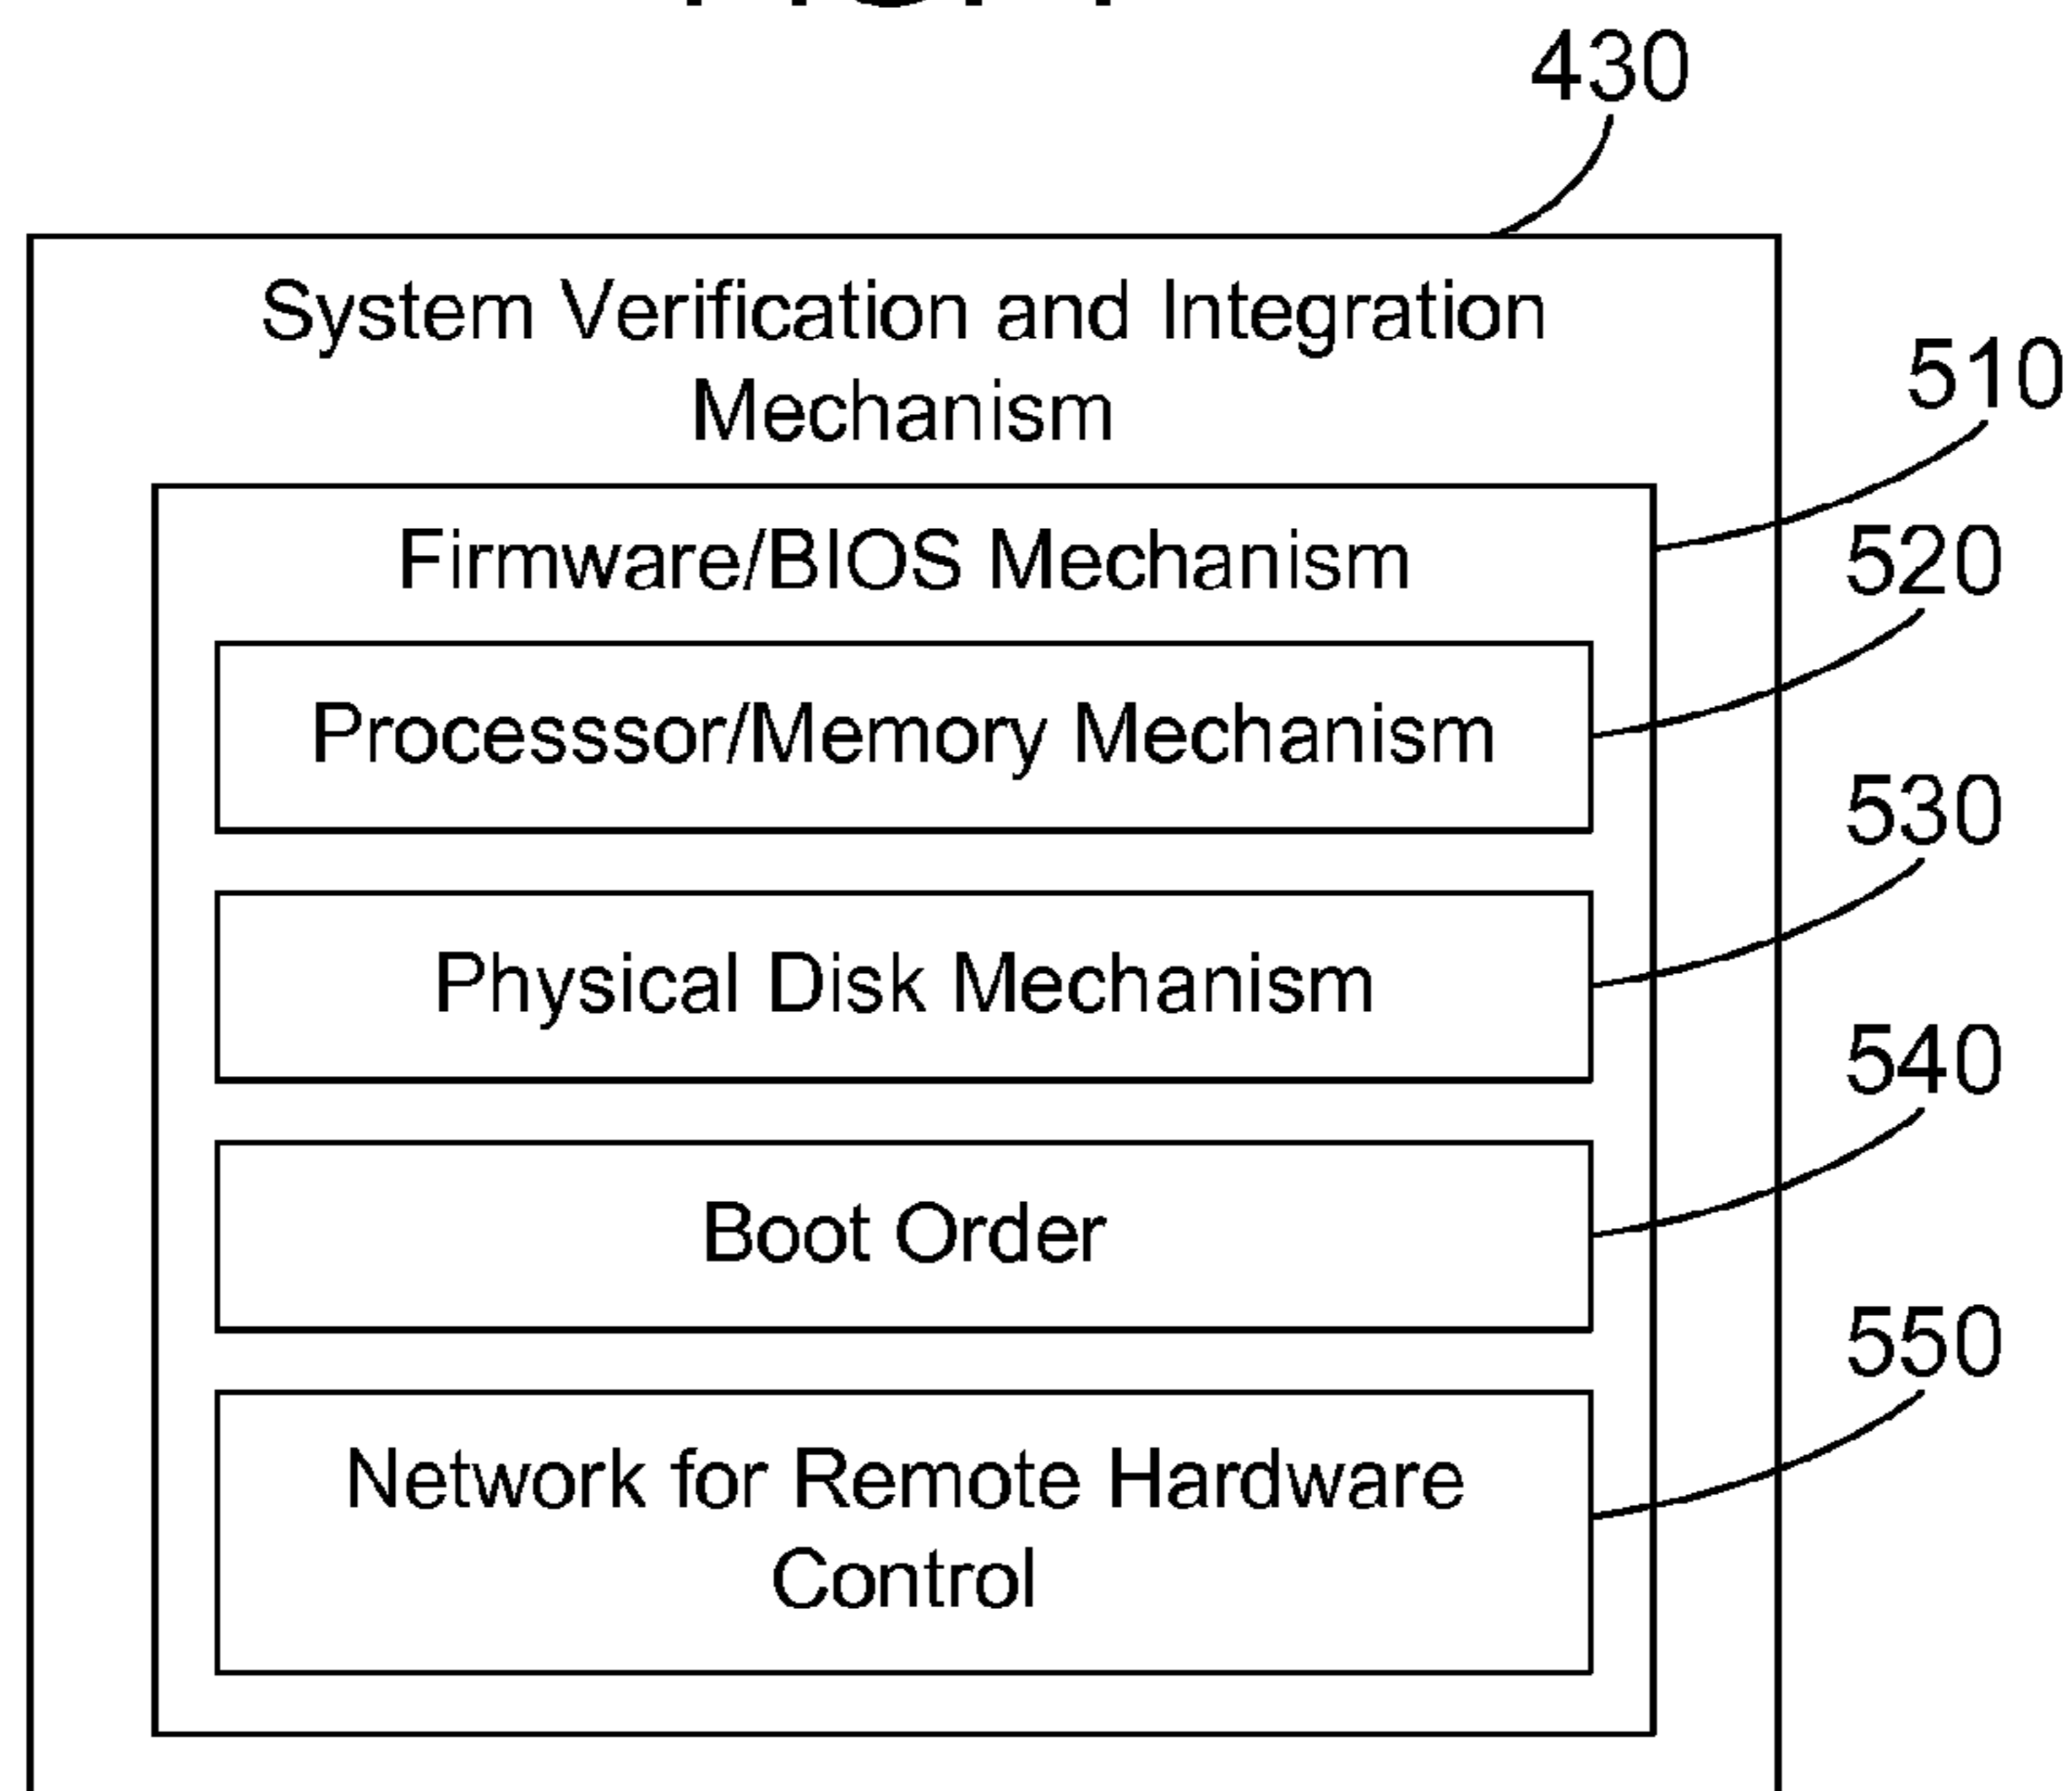 430
System Verification and Integration
Mechanism
510
Firmware/BIOS Mechanism
520
Processsor/Memory Mechanism
530
Physical Disk Mechanism
540
Boot Order
550
Network for Remote Hardware
Control